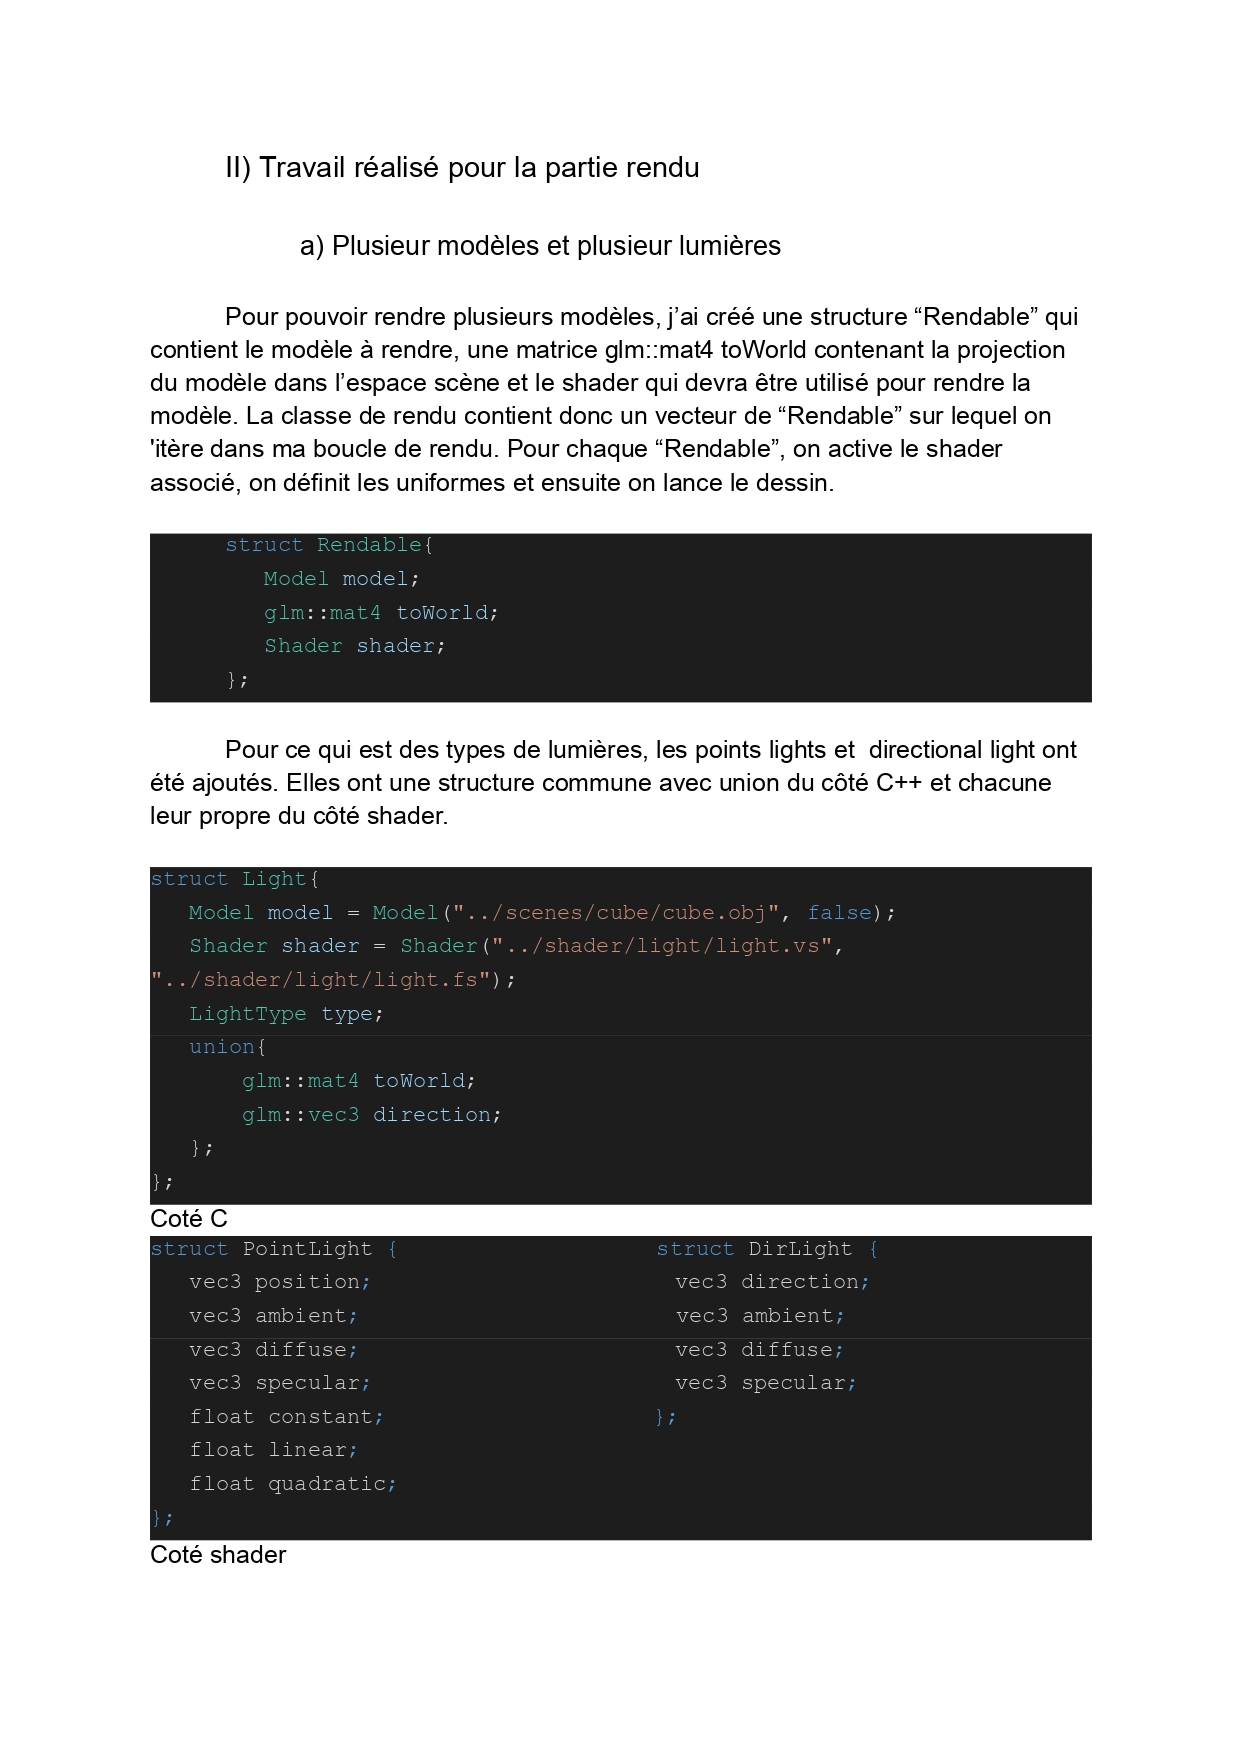 II) Travail réalisé pour la partie rendu
a) Plusieur modèles et plusieur lumières
Pour pouvoir rendre plusieurs modèles, j’ai créé une structure “Rendable” qui
contient le modèle à rendre, une matrice glm::mat4 toWorld contenant la projection
du modèle dans l’espace scène et le shader qui devra être utilisé pour rendre la
modèle. La classe de rendu contient donc un vecteur de “Rendable” sur lequel on
'itère dans ma boucle de rendu. Pour chaque “Rendable”, on active le shader
associé, on définit les uniformes et ensuite on lance le dessin.
struct Rendable{
Model model;
glm::mat4 toWorld;
Shader shader;
};
Pour ce qui est des types de lumières, les points lights et  directional light ont
été ajoutés. Elles ont une structure commune avec union du côté C++ et chacune
leur propre du côté shader.
struct Light{
Model model = Model("../scenes/cube/cube.obj", false);
Shader shader = Shader("../shader/light/light.vs",
"../shader/light/light.fs");
LightType type;
union{
glm::mat4 toWorld;
glm::vec3 direction;
};
};
Coté C
struct PointLight {
vec3 position;
vec3 ambient;
vec3 diffuse;
vec3 specular;
float constant;
float linear;
float quadratic;
};
struct DirLight {
vec3 direction;
vec3 ambient;
vec3 diffuse;
vec3 specular;
};
Coté shader